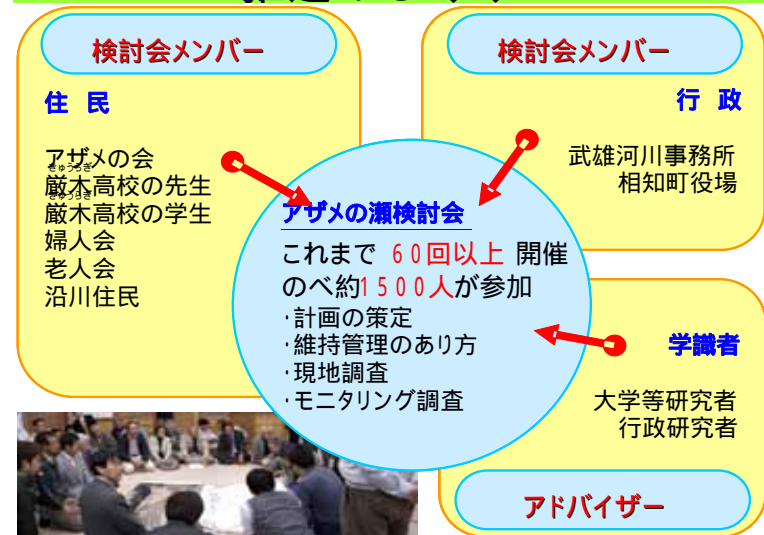 検討会メンバー
住 民
アザメの会
きゅうらぎ
厳木高校の先生
きゅうらぎ
厳木高校の学生
婦人会
老人会
沿川住民
検討会メンバー
行 政
武雄河川事務所
相知町役場
アザメの瀬検討会
これまで 60回以上 開催
のべ約1500人が参加
·計画の策定
·維持管理のあり方
·現地調査
·モニタリング調査
学識者
大学等研究者
行政研究者
アドバイザー